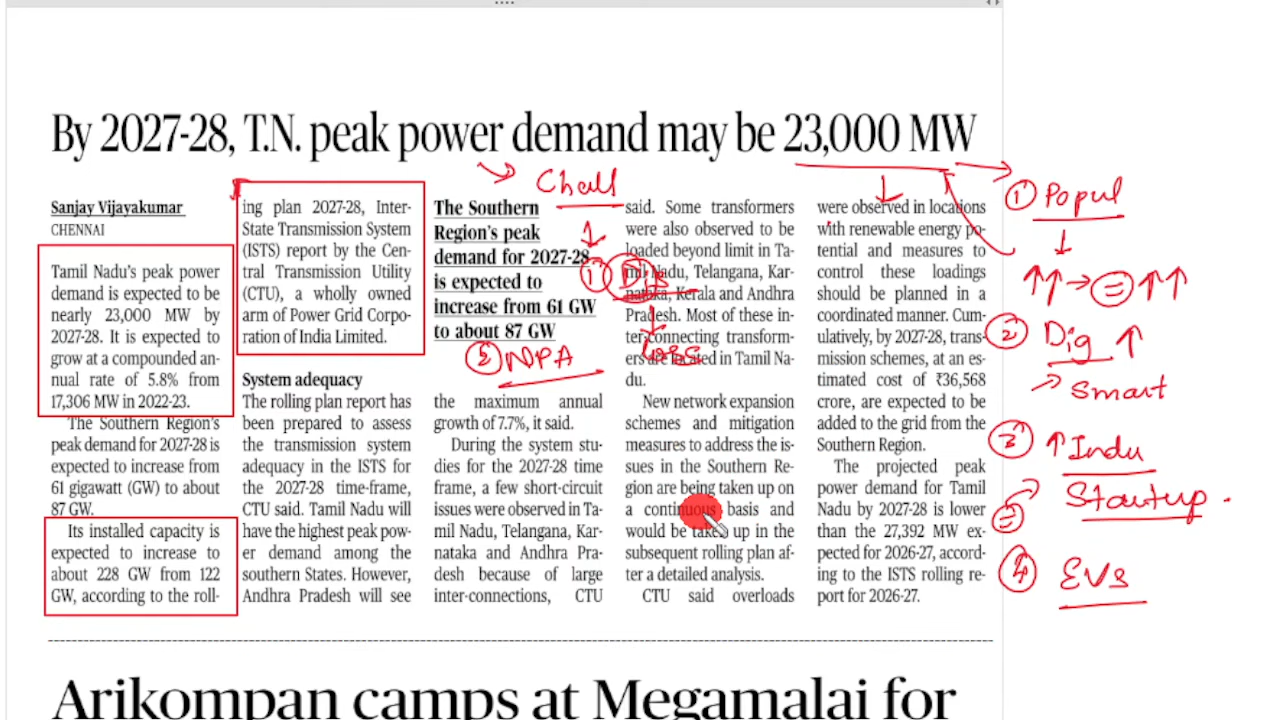 By 2027-28, T.N. peak power demand may be 23,000 MW
Sanjay Vijayakumar
CHENNAI
Tamil Nadu's peak power
demand is expected to be
nearly 23,000 MW by
2027-28. It is expected to
grow at a compounded an-
nual rate of 5.8% from
17,306 MW in 2022-23.
The Southern Region's
peak demand for 2027-28 is
expected to increase from
61 gigawatt (GW) to about
87 GW.
Its installed capacity is
expected to increase to
about 228 GW from 122
GW, according to the roll-
ing plan 2027-28, Inter-
State Transmission System
(ISTS) report by the Cen-
tral Transmission Utility
(CTU), a wholly owned
arm of Power Grid Corpo-
ration of India Limited.
System adequacy
The rolling plan report has
been prepared to assess
the transmission system
adequacy in the ISTS for
the 2027-28 time-frame,
CTU said. Tamil Nadu will
have the highest peak pow-
er demand among the
southern States. However,
Andhra Pradesh will see
The Southern
Region's peak
demand for 2027-28
is expected to
increase from 61 GW
to about 87 GW
the maximum annual
growth of 7.7%, it said.
During the system stu-
dies for the 2027-28 time
frame, a few short-circuit
issues were observed in Ta-
mil Nadu, Telangana, Kar-
nataka and Andhra Pra-
desh because of large
inter-connections, CTU
said. Some transformers
were also observed to be
loaded beyond limit in Ta-
mil Nadu, Telangana, Kar-
nataka, Kerala and Andhra
Pradesh. Most of these in-
ter-connecting transform-
ers are located in Tamil Na-
du.
New network expansion
schemes and mitigation
measures to address the is-
sues in the Southern Re-
gion are being taken up on
a continuous basis and
would be taken up in the
subsequent rolling plan af-
ter a detailed analysis.
CTU said overloads
were observed in locations
with renewable energy po-
tential and measures to
control these loadings
should be planned in a
coordinated manner. Cum-
ulatively, by 2027-28, trans-
mission schemes, at an es-
timated cost of ₹36,568
crore, are expected to be
added to the grid from the
Southern Region.
The projected peak
power demand for Tamil
Nadu by 2027-28 is lower
than the 27,392 MW ex-
pected for 2026-27, accord-
ing to the ISTS rolling re-
port for 2026-27.
Chall
① Dis
loss
② NPA
① Popul
② Dig ↑
→ Smart
③ ↑ Indu
Startup
④ EVs
Arikompan camps at Megamalai for